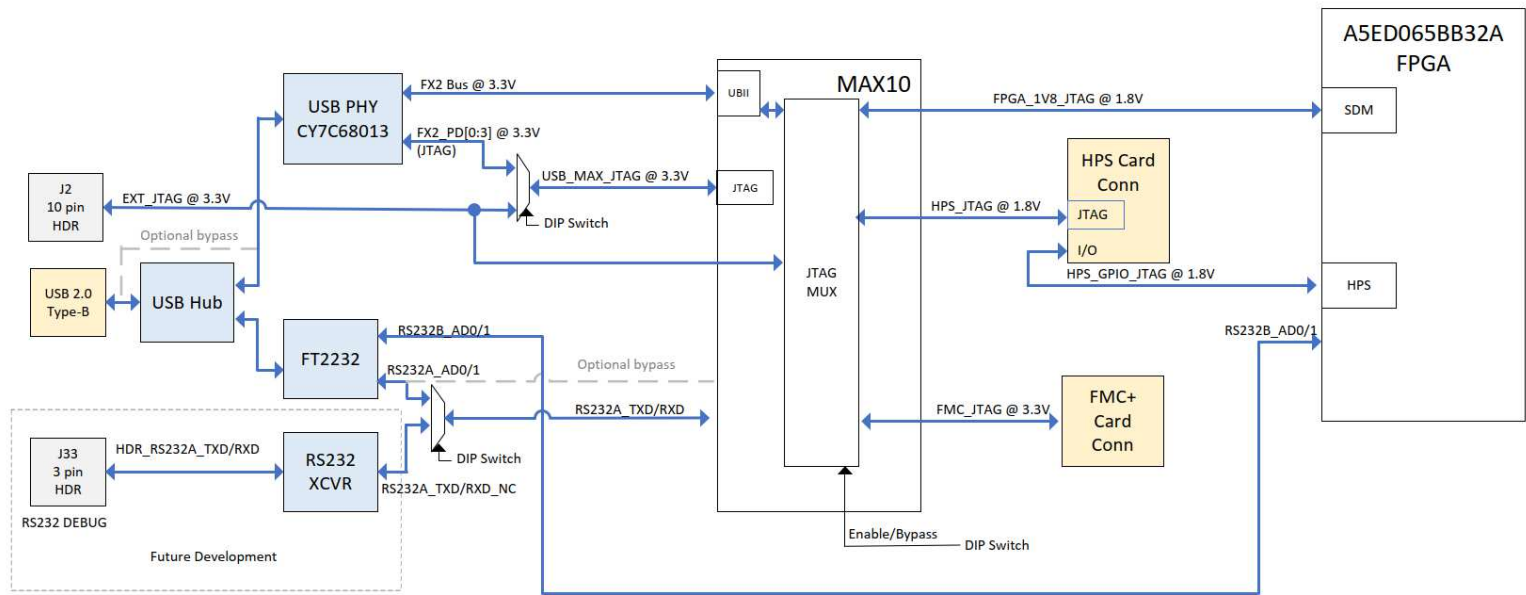 A5ED065BB32A
FPGA
MAX10
USB PHY
CY7C68013
FX2 Bus @ 3.3V
UBII
FPGA_1V8_JTAG @ 1.8V
SDM
FX2_PD[0:3] @ 3.3V
(JTAG)
HPS Card
Conn
J2
10 pin
HDR
EXT_JTAG @ 3.3V
USB_MAX_JTAG @ 3.3V
JTAG
HPS_JTAG @ 1.8V
JTAG
DIP Switch
Optional bypass
I/O
HPS_GPIO_JTAG @ 1.8V
HPS
JTAG
MUX
USB 2.0
Type-B
USB Hub
RS232B_AD0/1
RS232B_AD0/1
FT2232
RS232A_AD0/1
Optional bypass
RS232A_TXD/RXD
FMC_JTAG @ 3.3V
FMC+
Card
Conn
J33
3 pin
HDR
HDR_RS232A_TXD/RXD
RS232
XCVR
DIP Switch
RS232A_TXD/RXD_NC
RS232 DEBUG
Future Development
Enable/Bypass
DIP Switch